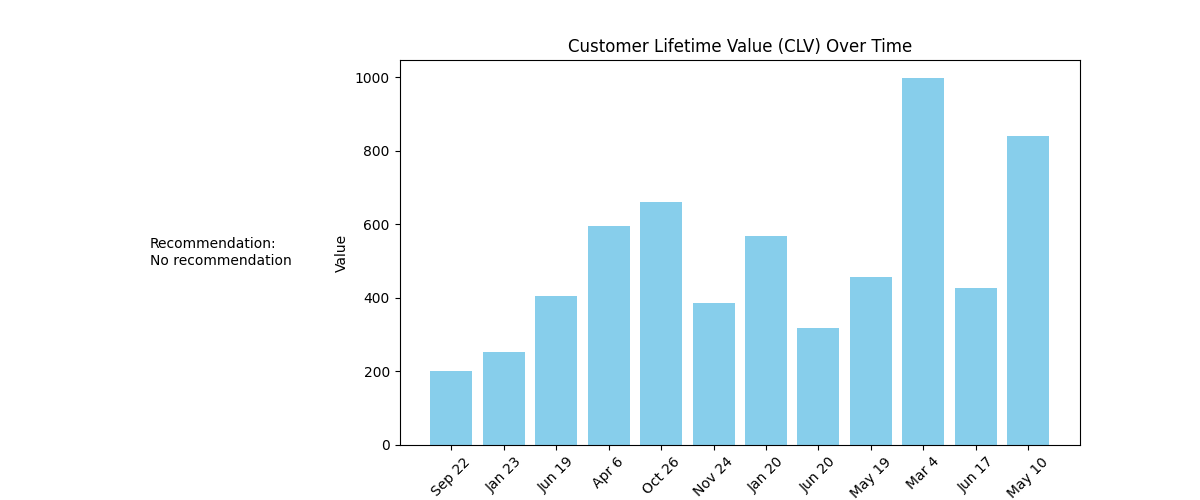 Customer Lifetime Value (CLV) Over Time
1000
800
600
400
200
0
Value
Recommendation:
No recommendation
Sep 22
Jan 23
Jun 19
Apr 6
Oct 26
Nov 24
Jan 20
Jun 20
May 19
Mar 4
Jun 17
May 10